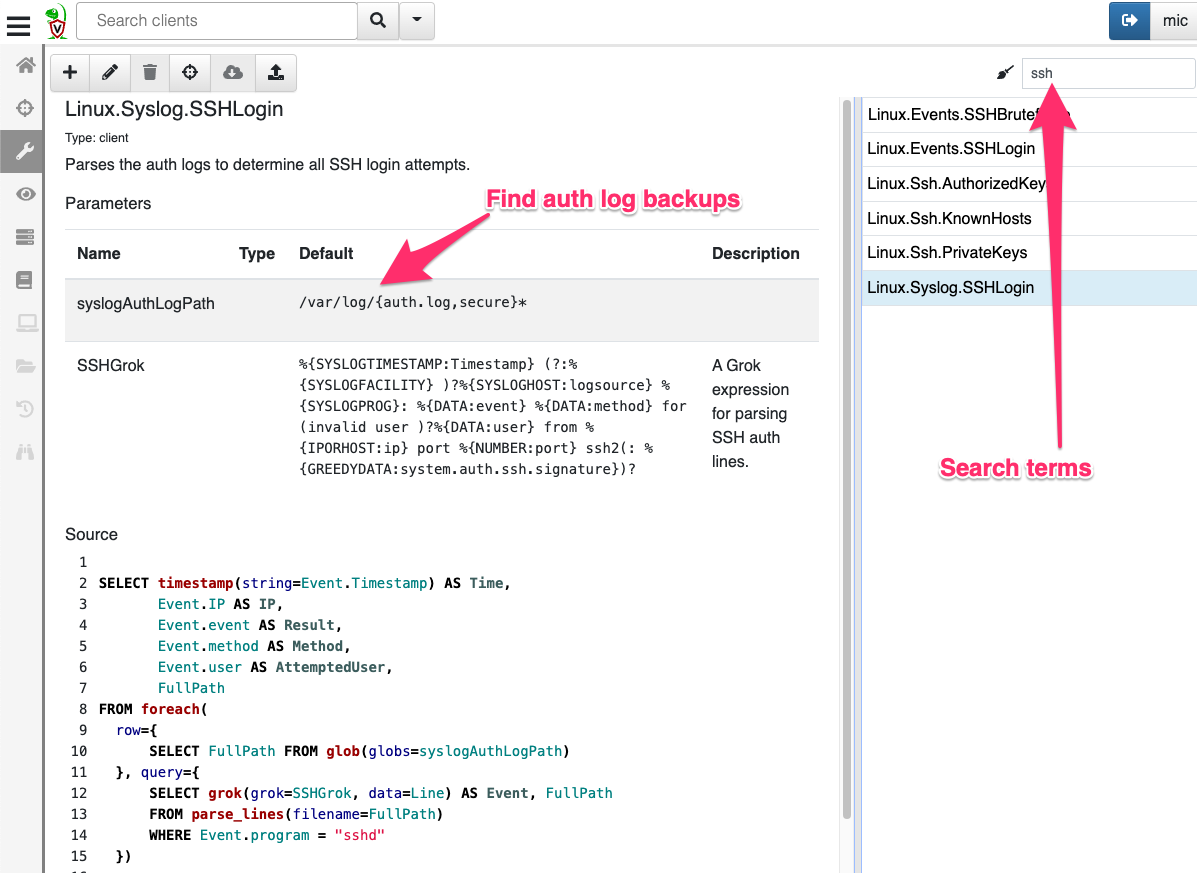 Search clients
mic
ssh
Linux.Syslog.SSHLogin
Type: client
Parses the auth logs to determine all SSH login attempts.
Parameters
Find auth log backups
Name Type Default Description
syslogAuthLogPath /var/log/{auth.log,secure}*
SSHGrok
%{SYSLOGTIMESTAMP:Timestamp} (?:%
{SYSLOGFACILITY} )?%{SYSLOGHOST:logsource} %
{SYSLOGPROG}: %{DATA:event} %{DATA:method} for
(invalid user )?%{DATA:user} from %
{IPORHOST:ip} port %{NUMBER:port} ssh2(: %
{GREEDYDATA:system.auth.ssh.signature})?
A Grok
expression
for parsing
SSH auth
lines.
Source
1
2 SELECT timestamp(string=Event.Timestamp) AS Time,
3 Event.IP AS IP,
4 Event.event AS Result,
5 Event.method AS Method,
6 Event.user AS AttemptedUser,
7 FullPath
8 FROM foreach(
9 row={
10 SELECT FullPath FROM glob(globs=syslogAuthLogPath)
11 }, query={
12 SELECT grok(grok=SSHGrok, data=Line) AS Event, FullPath
13 FROM parse_lines(filename=FullPath)
14 WHERE Event.program = "sshd"
15 })
Linux.Events.SSHBrute
Linux.Events.SSHLogin
Linux.Ssh.AuthorizedKey
Linux.Ssh.KnownHosts
Linux.Ssh.PrivateKeys
Linux.Syslog.SSHLogin
Search terms